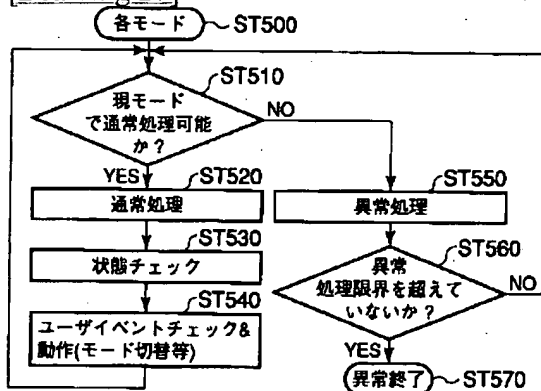 各モード
ST500
ST510
現モード
で通常処理可能
か？
NO
YES
ST520
通常処理
ST530
状態チェック
ST540
ユーザイベントチェック&
動作(モード切替等)
ST550
異常処理
ST560
異常
処理限界を超えて
いないか？
NO
YES
異常終了
ST570